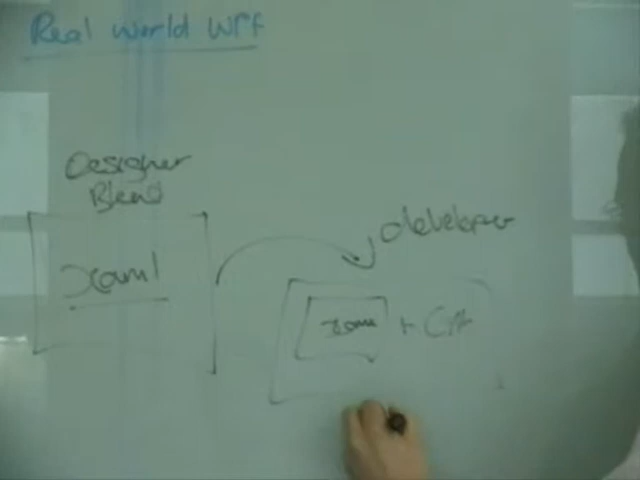 Real World WPF
Designer
Blend
Xaml
developer
xaml + C#